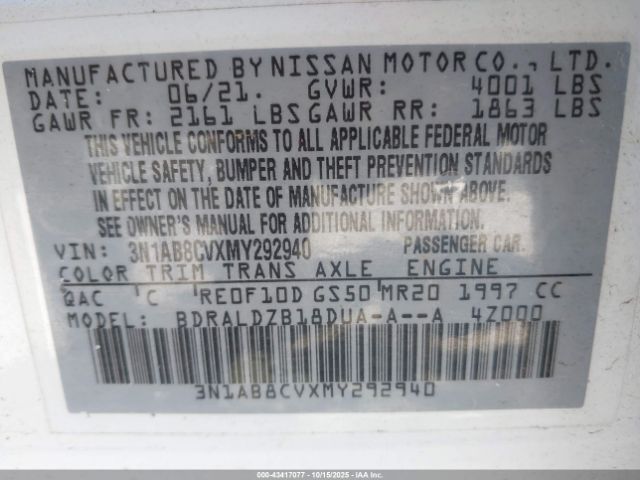 MANUFACTURED BY NISSAN MOTOR CO., LTD.
DATE: 06/21. GVWR: 4001 LBS
GAWR FR: 2161 LBS GAWR RR: 1863 LBS
THIS VEHICLE CONFORMS TO ALL APPLICABLE FEDERAL MOTOR
VEHICLE SAFETY, BUMPER AND THEFT PREVENTION STANDARDS
IN EFFECT ON THE DATE OF MANUFACTURE SHOWN ABOVE.
SEE OWNER'S MANUAL FOR ADDITIONAL INFORMATION.
VIN: 3N1AB8CVXMY292940 PASSENGER CAR.
COLOR TRIM TRANS AXLE ENGINE
QAC C RE0F10D GS50 MR20 1997 CC
MODEL: BDRALDZB18DUA-A--A 4Z000
3N1AB8CVXMY292940
000-43417077 - 10/15/2025 - IAAI.COM